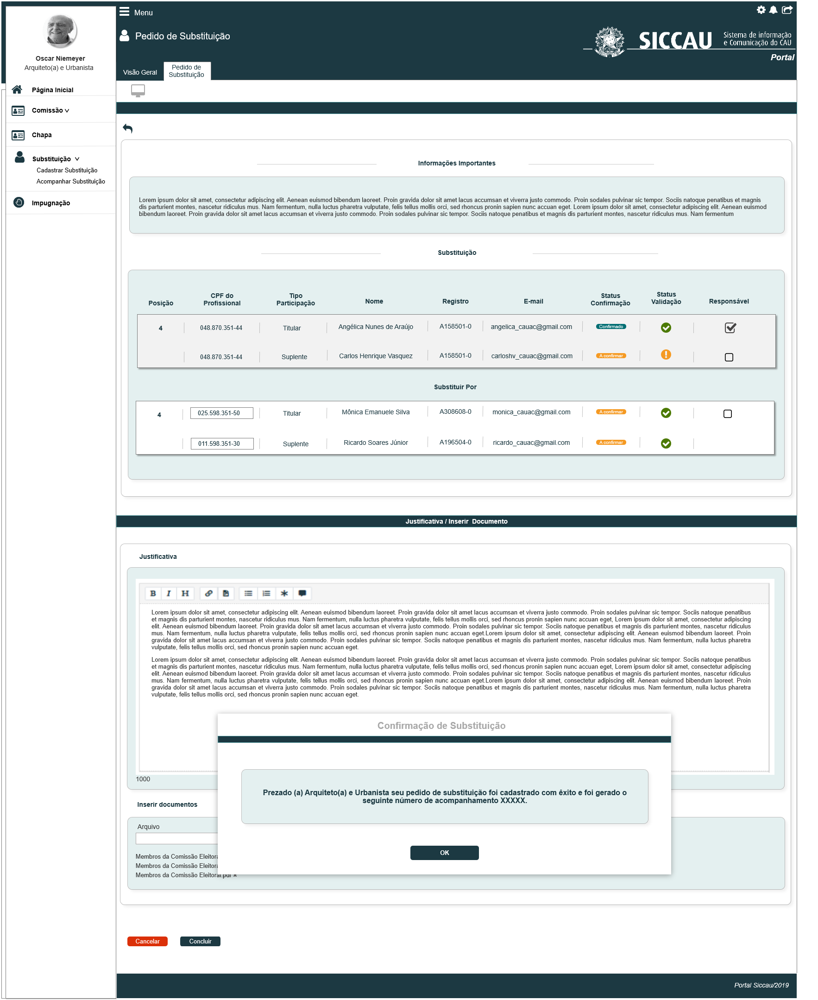 Menu
Pedido de Substituição
SICCAU
Sistema de informação
e Comunicação do CAU
Portal
Visão Geral
Pedido de
Substituição
Oscar Niemeyer
Arquiteto(a) e Urbanista
Página Inicial
Comissão
Chapa
Substituição
Cadastrar Substituição
Acompanhar Substituição
Impugnação
Informações Importantes
Lorem ipsum dolor sit amet, consectetur adipiscing elit. Aenean euismod bibendum laoreet. Proin gravida dolor sit amet lacus accumsan et viverra justo commodo. Proin sodales pulvinar sic tempor. Sociis natoque penatibus et magnis
dis parturient montes, nascetur ridiculus mus. Nam fermentum, nulla luctus pharetra vulputate, felis tellus mollis orci, sed rhoncus pronin sapien nunc accuan eget. Lorem ipsum dolor sit amet, consectetur adipiscing elit. Aenean euismod
bibendum laoreet. Proin gravida dolor sit amet lacus accumsan et viverra justo commodo. Proin sodales pulvinar sic tempor. Sociis natoque penatibus et magnis dis parturient montes, nascetur ridiculus mus. Nam fermentum
Substituição
Posição CPF do Profissional Tipo Participação Nome Registro E-mail Status Confirmação Status Validação Responsável
4 048.870.351-44 Titular Angélica Nunes de Araújo A158501-0 angelica_cauac@gmail.com Confirmado
048.870.351-44 Suplente Carlos Henrique Vasquez A158501-0 carloshv_cauac@gmail.com A confirmar
Substituir Por
4 025.598.351-50 Titular Mônica Emanuele Silva A308608-0 monica_cauac@gmail.com A confirmar
011.598.351-30 Suplente Ricardo Soares Júnior A196504-0 ricardo_cauac@gmail.com A confirmar
Justificativa / Inserir Documento
Justificativa
B I H
Lorem ipsum dolor sit amet, consectetur adipiscing elit. Aenean euismod bibendum laoreet. Proin gravida dolor sit amet lacus accumsan et viverra justo commodo. Proin sodales pulvinar sic tempor. Sociis natoque penatibus
et magnis dis parturient montes, nascetur ridiculus mus. Nam fermentum, nulla luctus pharetra vulputate, felis tellus mollis orci, sed rhoncus pronin sapien nunc accuan eget, Lorem ipsum dolor sit amet, consectetur adipiscing
elit. Aenean euismod bibendum laoreet. Proin gravida dolor sit amet lacus accumsan et viverra justo commodo. Proin sodales pulvinar sic tempor. Sociis natoque penatibus et magnis dis parturient montes, nascetur ridiculus
mus. Nam fermentum, nulla luctus pharetra vulputate, felis tellus mollis orci, sed rhoncus pronin sapien nunc accuan eget.Lorem ipsum dolor sit amet, consectetur adipiscing elit. Aenean euismod bibendum laoreet. Proin
gravida dolor sit amet lacus accumsan et viverra justo commodo. Proin sodales pulvinar sic tempor. Sociis natoque penatibus et magnis dis parturient montes, nascetur ridiculus mus. Nam fermentum, nulla luctus pharetra
vulputate, felis tellus mollis orci, sed rhoncus pronin sapien nunc accuan eget.
Lorem ipsum dolor sit amet, consectetur adipiscing elit. Aenean euismod bibendum laoreet. Proin gravida dolor sit amet lacus accumsan et viverra justo commodo. Proin sodales pulvinar sic tempor. Sociis natoque penatibus
et magnis dis parturient montes, nascetur ridiculus mus. Nam fermentum, nulla luctus pharetra vulputate, felis tellus mollis orci, sed rhoncus pronin sapien nunc accuan eget, Lorem ipsum dolor sit amet, consectetur adipiscing
elit. Aenean euismod bibendum laoreet. Proin gravida dolor sit amet lacus accumsan et viverra justo commodo. Proin sodales pulvinar sic tempor. Sociis natoque penatibus et magnis dis parturient montes, nascetur ridiculus
mus. Nam fermentum, nulla luctus pharetra vulputate, felis tellus mollis orci, sed rhoncus pronin sapien nunc accuan eget.Lorem ipsum dolor sit amet, consectetur adipiscing elit. Aenean euismod bibendum laoreet. Proin
gravida dolor sit amet lacus accumsan et viverra justo commodo. Proin sodales pulvinar sic tempor. Sociis natoque penatibus et magnis dis parturient montes, nascetur ridiculus mus. Nam fermentum, nulla luctus pharetra
vulputate, felis tellus mollis orci, sed rhoncus pronin sapien nunc accuan eget.
1000
Confirmação de Substituição
Prezado (a) Arquiteto(a) e Urbanista seu pedido de substituição foi cadastrado com êxito e foi gerado o
seguinte número de acompanhamento XXXXX.
OK
Inserir documentos
Arquivo
Membros da Comissão Eleitora
Membros da Comissão Eleitora
Membros da Comissão Eleitoral.pdf
Cancelar
Concluir
Portal Siccau/2019